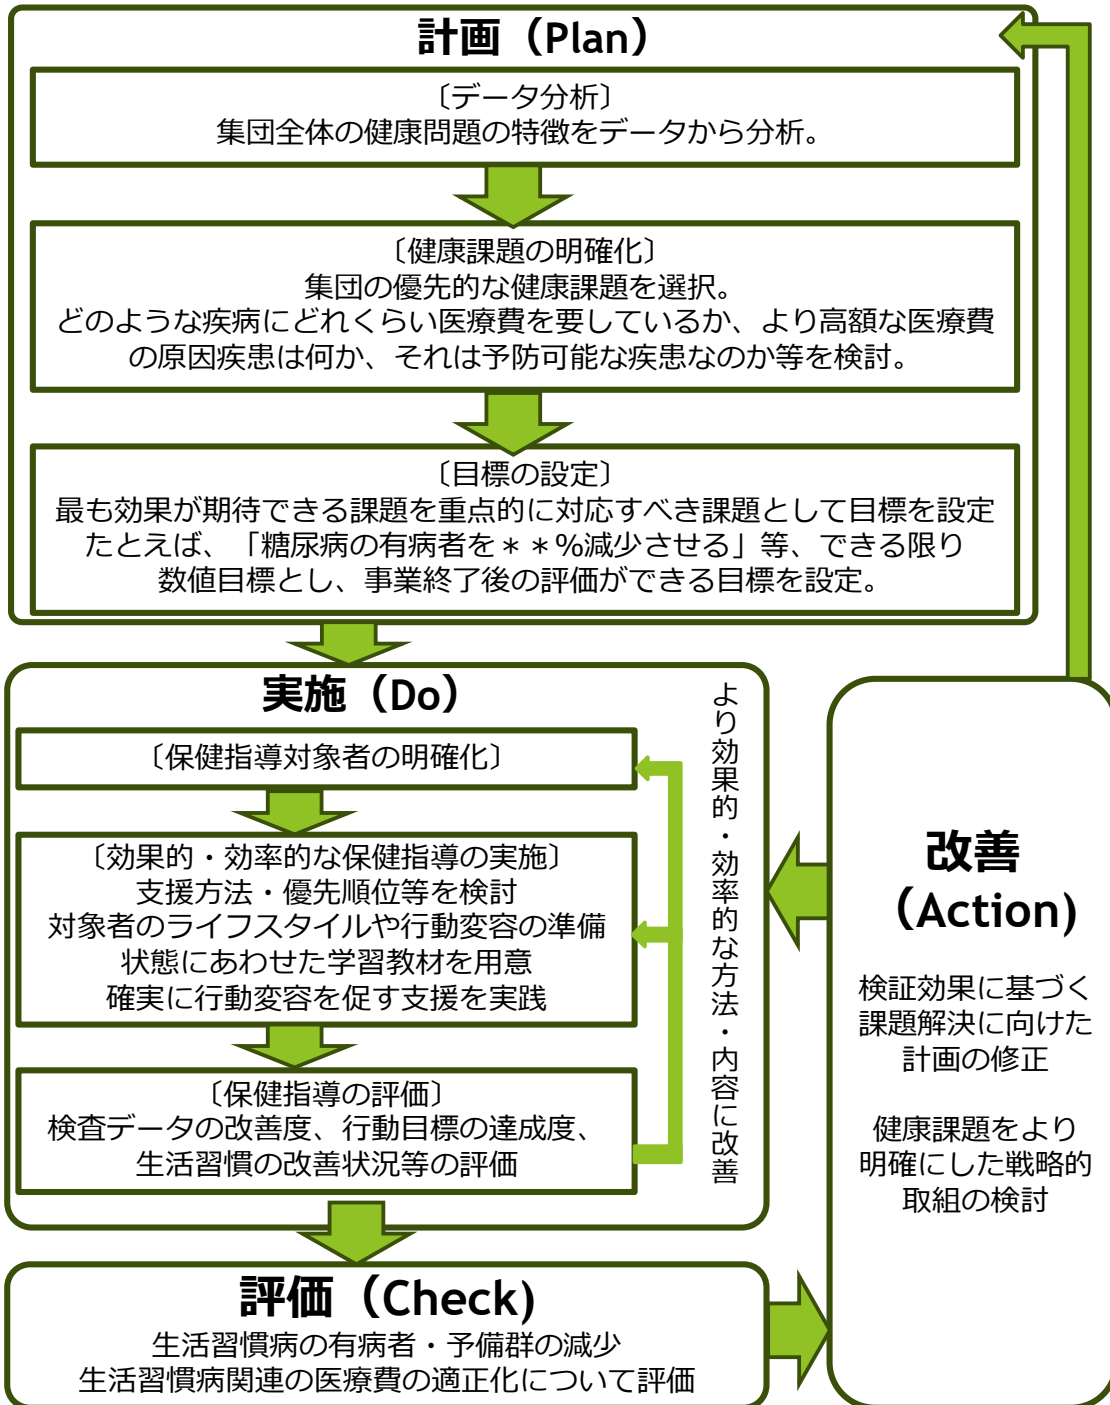 計画（Plan）
〔データ分析〕
集団全体の健康問題の特徴をデータから分析。
〔健康課題の明確化〕
集団の優先的な健康課題を選択。
どのような疾病にどれくらい医療費を要しているか、より高額な医療費
の原因疾患は何か、それは予防可能な疾患なのか等を検討。
〔目標の設定〕
最も効果が期待できる課題を重点的に対応すべき課題として目標を設定
たとえば、「糖尿病の有病者を＊＊%減少させる」等、できる限り
数値目標とし、事業終了後の評価ができる目標を設定。
実施（Do）
〔保健指導対象者の明確化〕
〔効果的・効率的な保健指導の実施〕
支援方法・優先順位等を検討
対象者のライフスタイルや行動変容の準備
状態にあわせた学習教材を用意
確実に行動変容を促す支援を実践
〔保健指導の評価〕
検査データの改善度、行動目標の達成度、
生活習慣の改善状況等の評価
より効果的・効率的な方法・内容に改善
評価（Check)
生活習慣病の有病者・予備群の減少
生活習慣病関連の医療費の適正化について評価
改善
（Action)
検証効果に基づく
課題解決に向けた
計画の修正
健康課題をより
明確にした戦略的
取組の検討